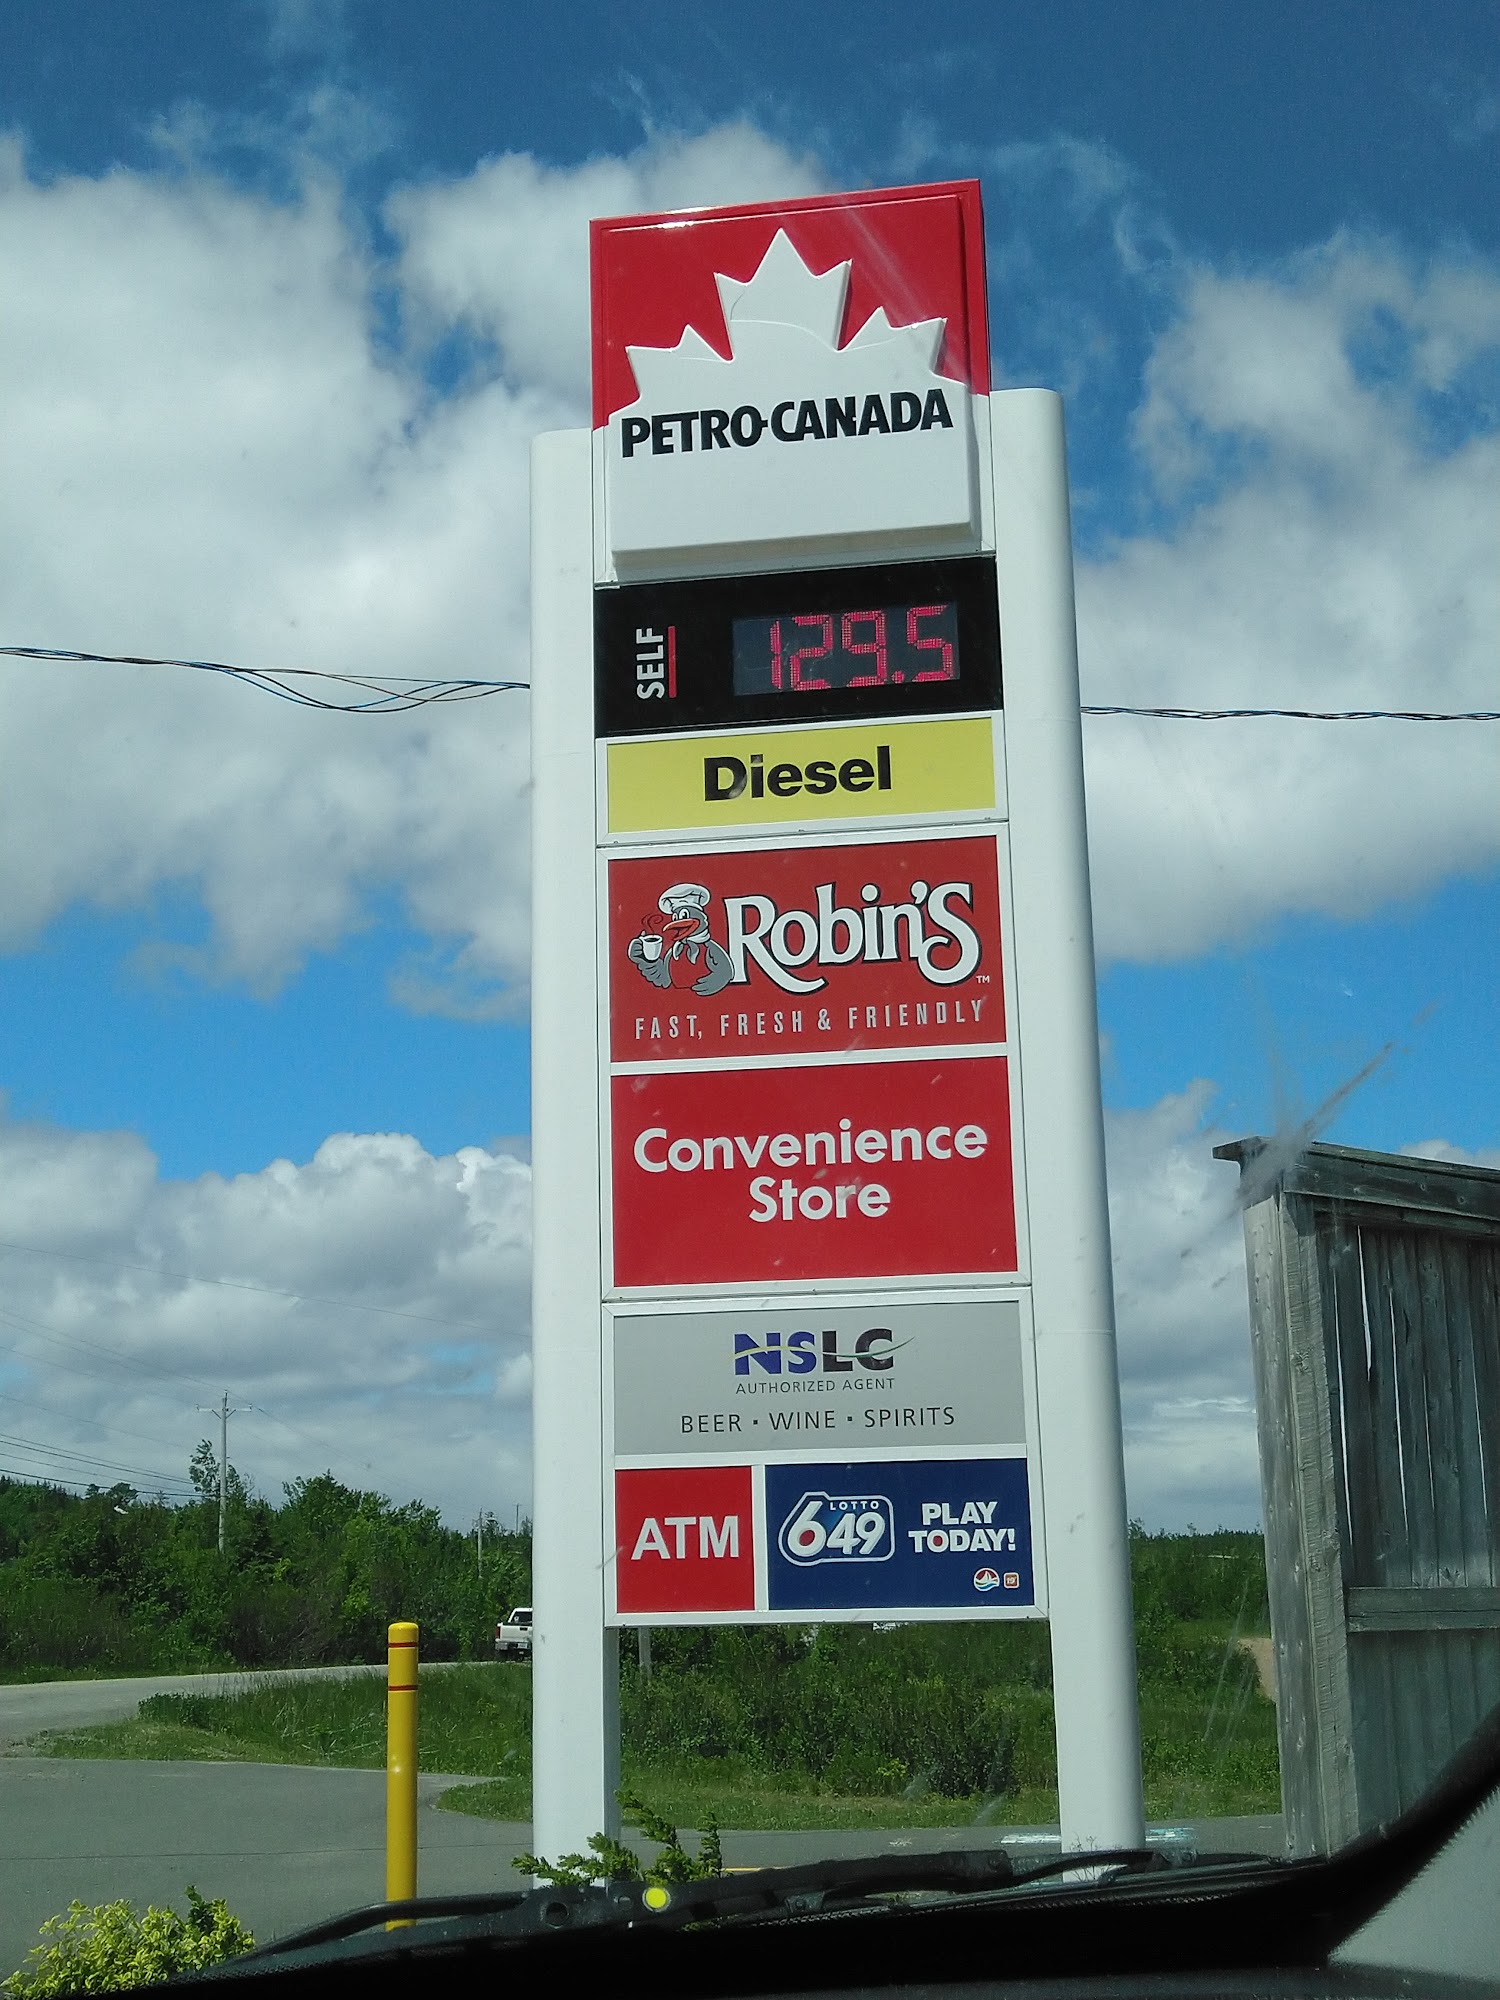 PETRO-CANADA
SELF 129.5
Diesel
Robin's™
FAST, FRESH & FRIENDLY
Convenience
Store
NSLC
AUTHORIZED AGENT
BEER • WINE • SPIRITS
ATM
LOTTO
649
PLAY
TODAY!